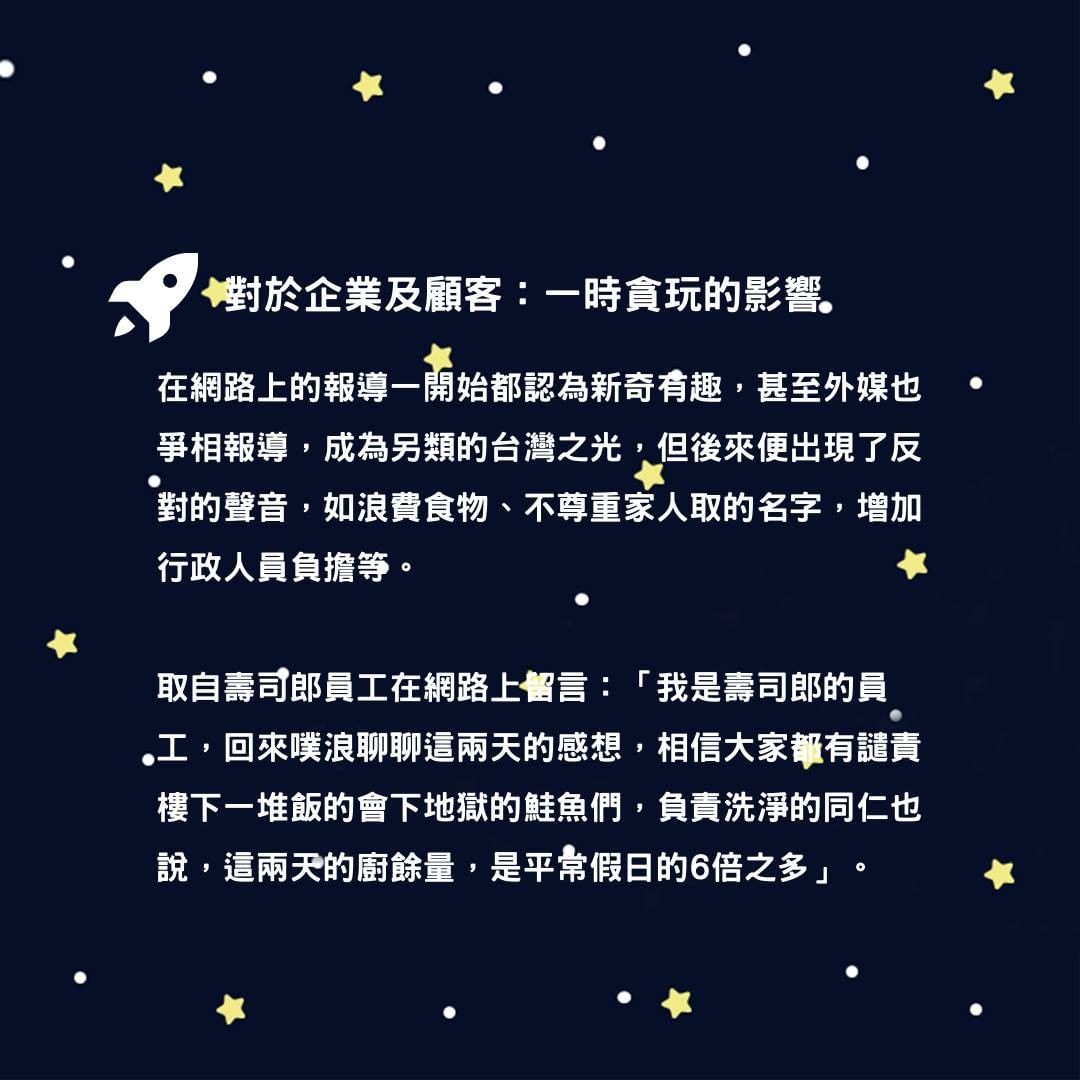 對於企業及顧客：一時貪玩的影響
在網路上的報導一開始都認為新奇有趣，甚至外媒也
爭相報導，成為另類的台灣之光，但後來便出現了反
對的聲音，如浪費食物、不尊重家人取的名字，增加
行政人員負擔等。
取自壽司郎員工在網路上留言：「我是壽司郎的員
工，回來噗浪聊聊這兩天的感想，相信大家都有譴責
樓下一堆飯的會下地獄的鮭魚們，負責洗淨的同仁也
說，這兩天的廚餘量，是平常假日的6倍之多」。